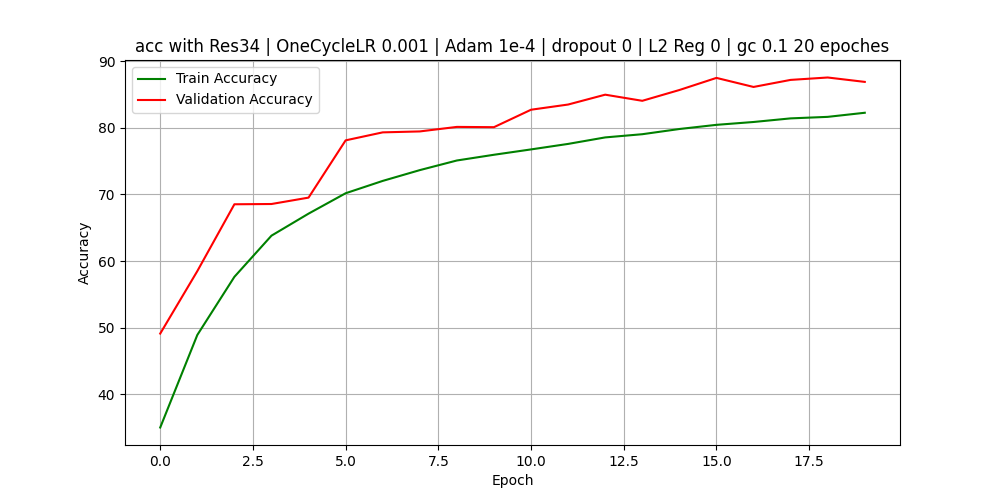 acc with Res34 | OneCycleLR 0.001 | Adam 1e-4 | dropout 0 | L2 Reg 0 | gc 0.1 20 epoches
Train Accuracy
Validation Accuracy
90
80
70
60
50
40
Accuracy
0.0 2.5 5.0 7.5 10.0 12.5 15.0 17.5
Epoch